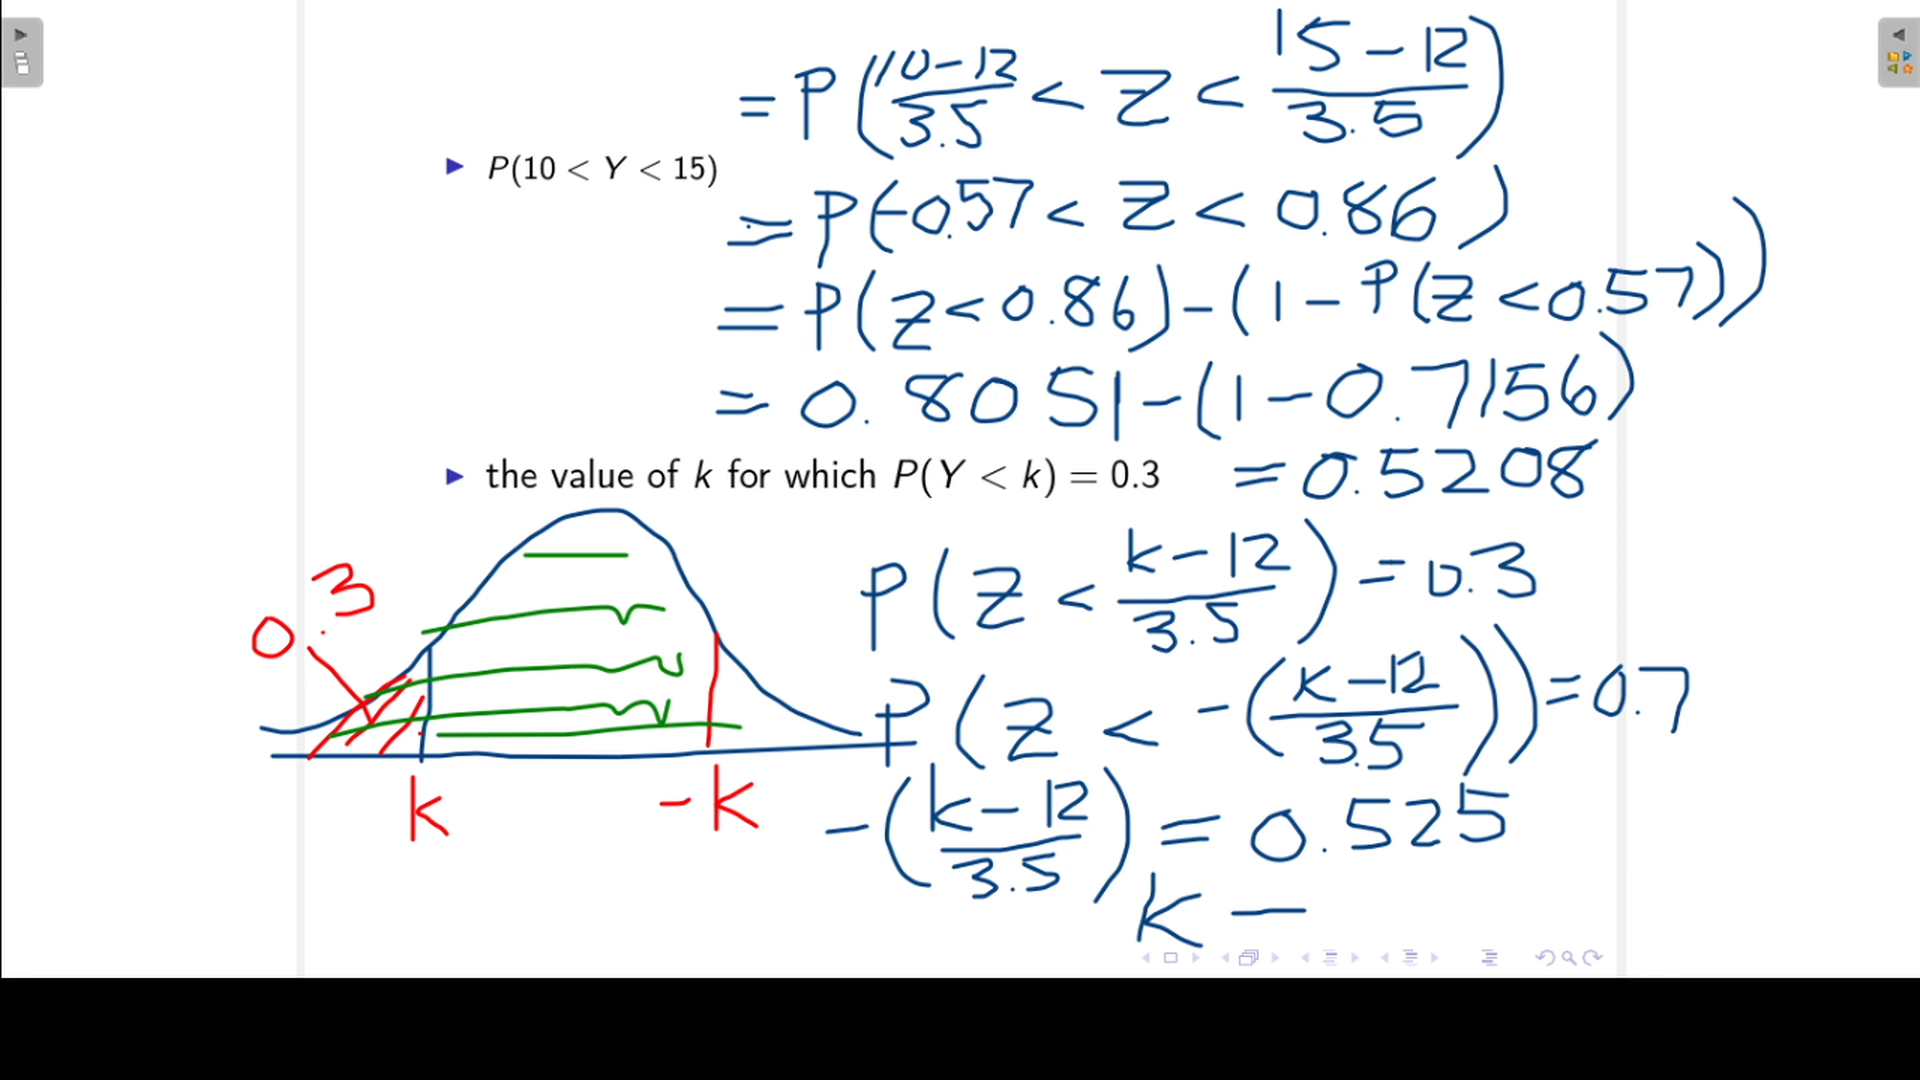 = P(10-12/3.5 < Z < 15-12/3.5)
▶ P(10 < Y < 15)
= P(-0.57 < Z < 0.86)
= P(Z < 0.86) - (1 - P(Z < 0.57))
= 0.8051 - (1 - 0.7156)
▶ the value of k for which P(Y < k) = 0.3
= 0.5208
0.3
P(Z < k-12/3.5) = 0.3
P(Z < -(k-12/3.5)) = 0.7
k
-k
-(k-12/3.5) = 0.525
k -